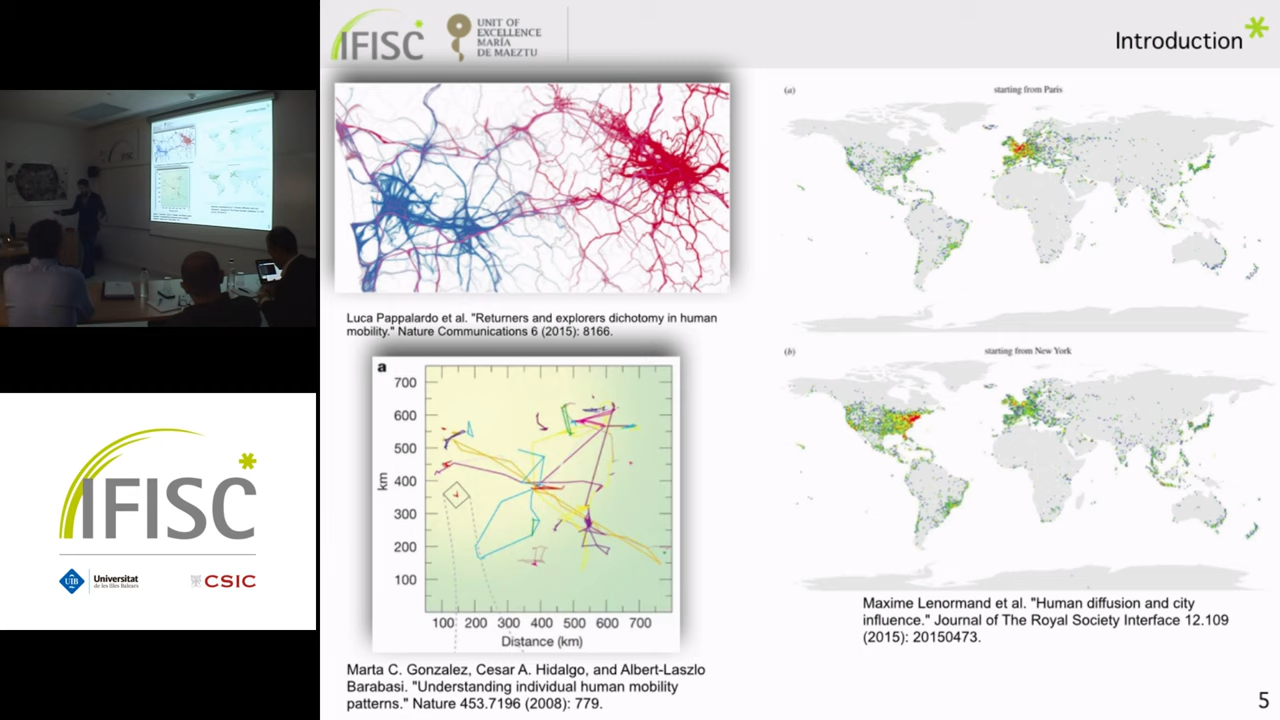 IFISC
UNIT OF
EXCELLENCE
MARÍA
DE MAEZTU
Introduction
Luca Pappalardo et al. "Returners and explorers dichotomy in human
mobility." Nature Communications 6 (2015): 8166.
a
700
600
500
400
300
200
100
km
100 200 300 400 500 600 700
Distance (km)
Marta C. Gonzalez, Cesar A. Hidalgo, and Albert-Laszlo
Barabasi. "Understanding individual human mobility
patterns." Nature 453.7196 (2008): 779.
(a)
starting from Paris
(b)
starting from New York
Maxime Lenormand et al. "Human diffusion and city
influence." Journal of The Royal Society Interface 12.109
(2015): 20150473.
5
IFISC
UIB
Universitat
de les Illes Balears
CSIC